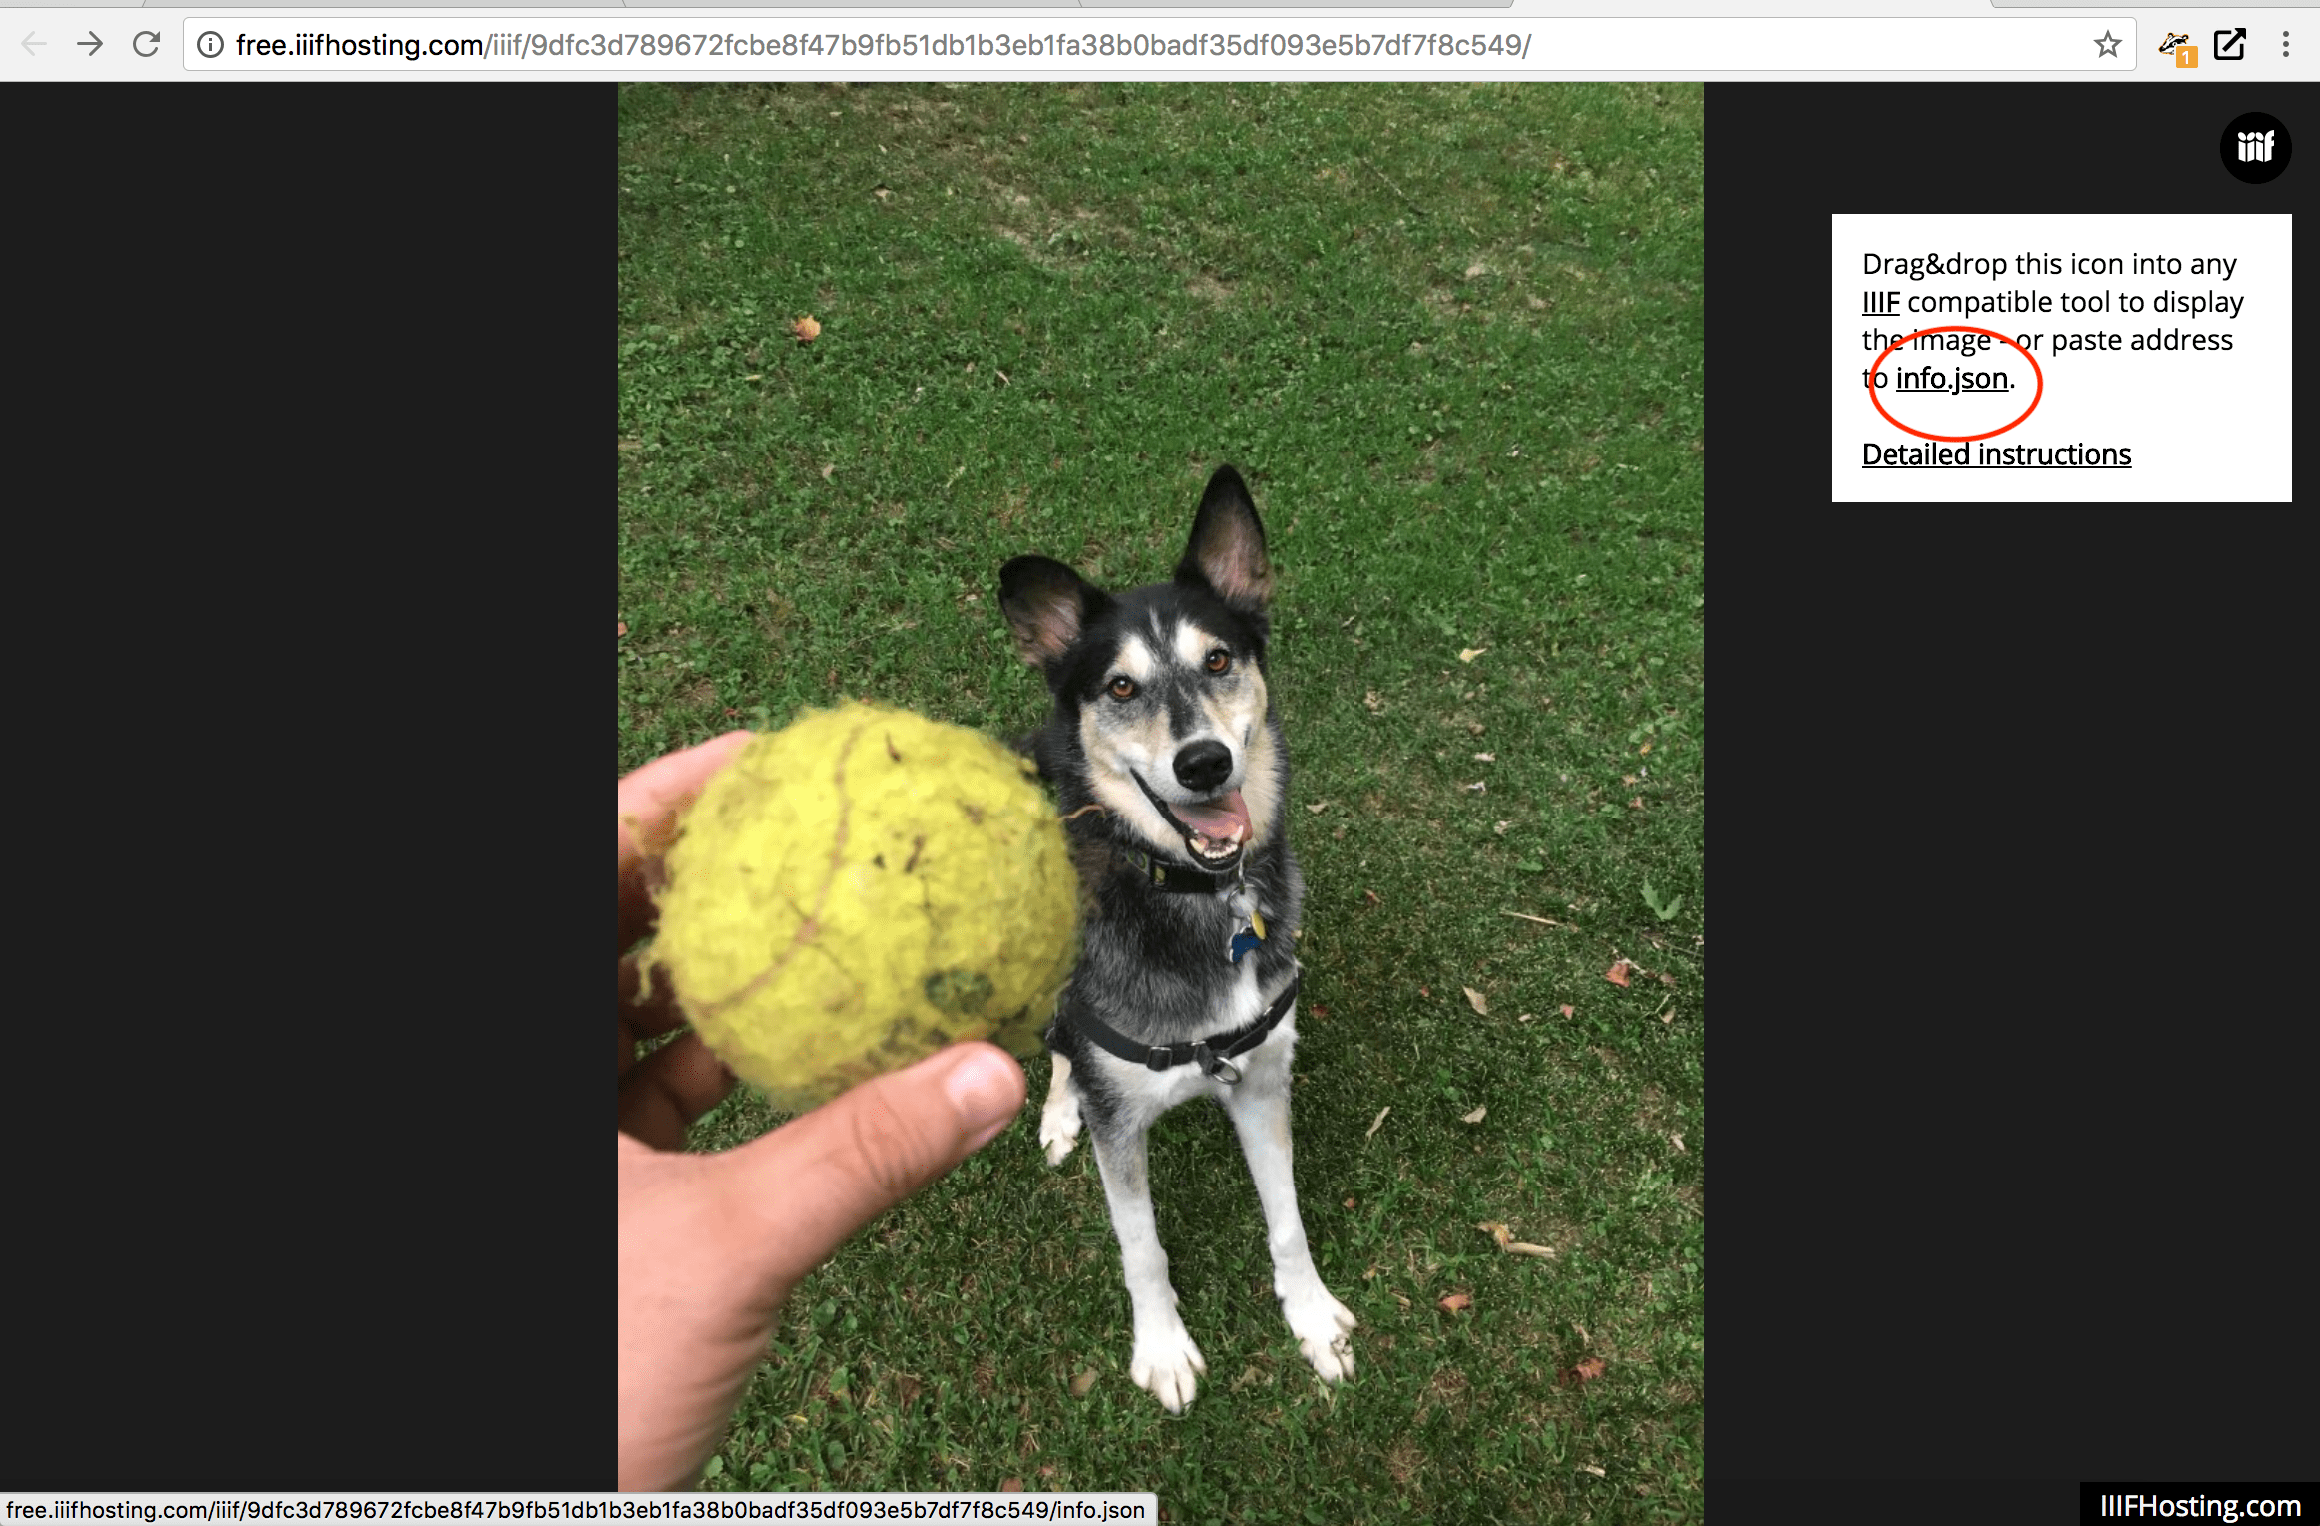 free.iiifhosting.com/iiif/9dfc3d789672fcbe8f47b9fb51db1b3eb1fa38b0badf35df093e5b7df7f8c549/
1
iiif
Drag&drop this icon into any
IIIF compatible tool to display
the image - or paste address
to info.json.
Detailed instructions
free.iiifhosting.com/iiif/9dfc3d789672fcbe8f47b9fb51db1b3eb1fa38b0badf35df093e5b7df7f8c549/info.json
IIIFHosting.com